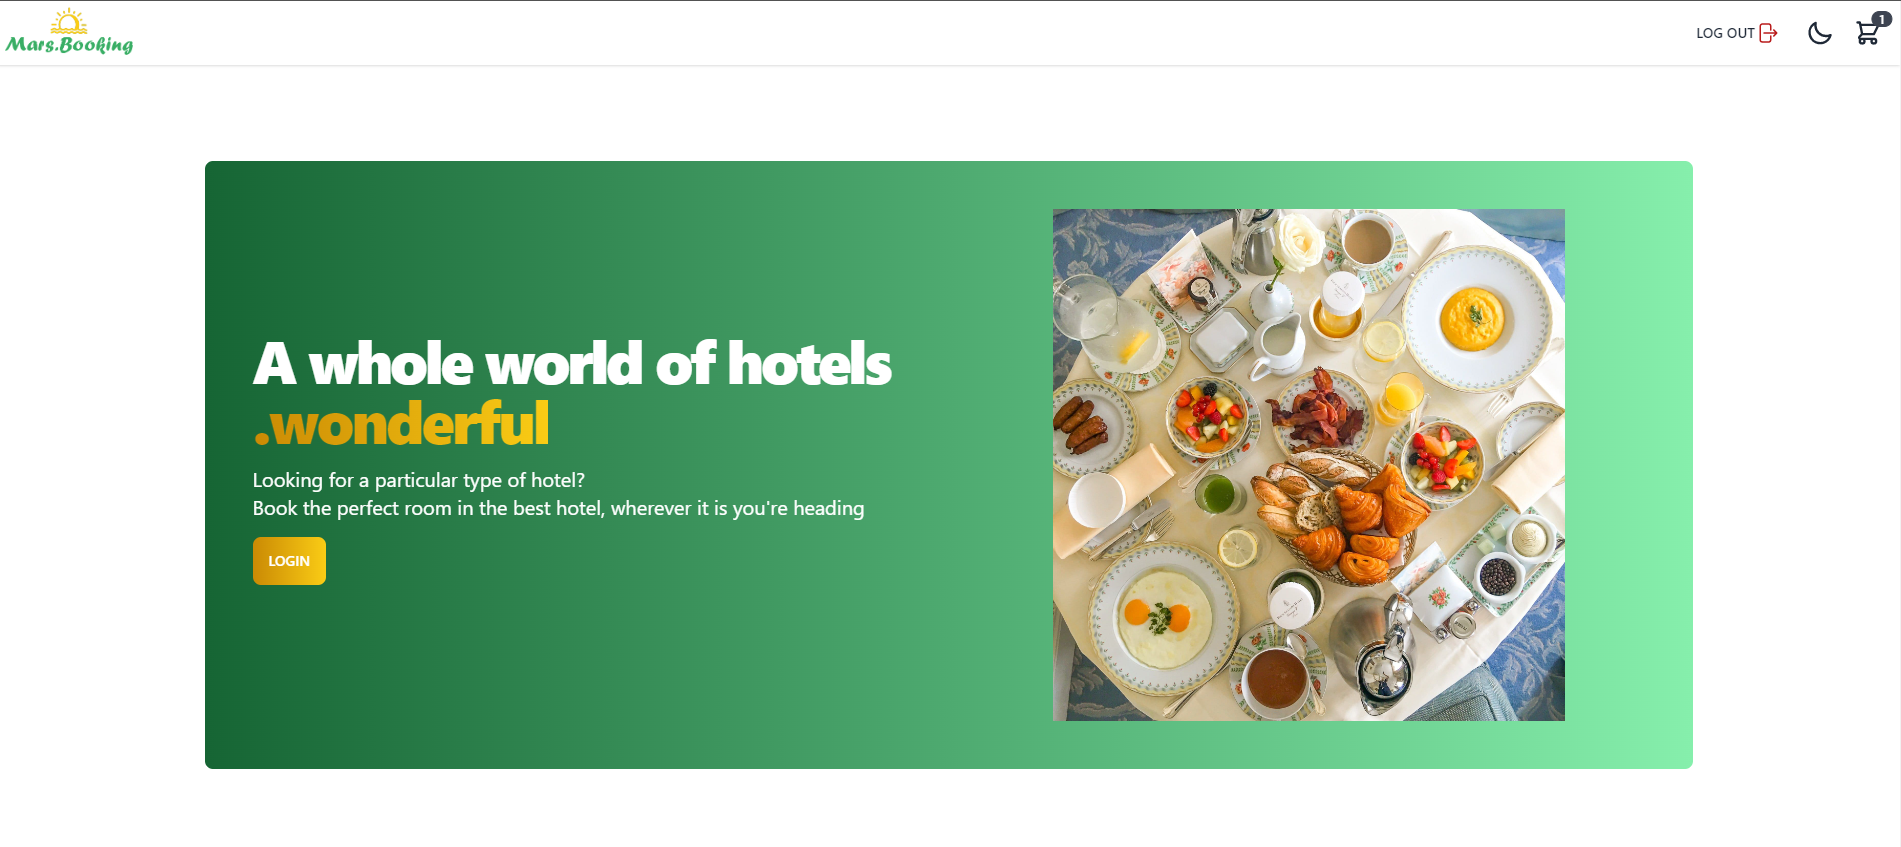 Mars.Booking
LOG OUT
1
A whole world of hotels
.wonderful
Looking for a particular type of hotel?
Book the perfect room in the best hotel, wherever it is you're heading
LOGIN